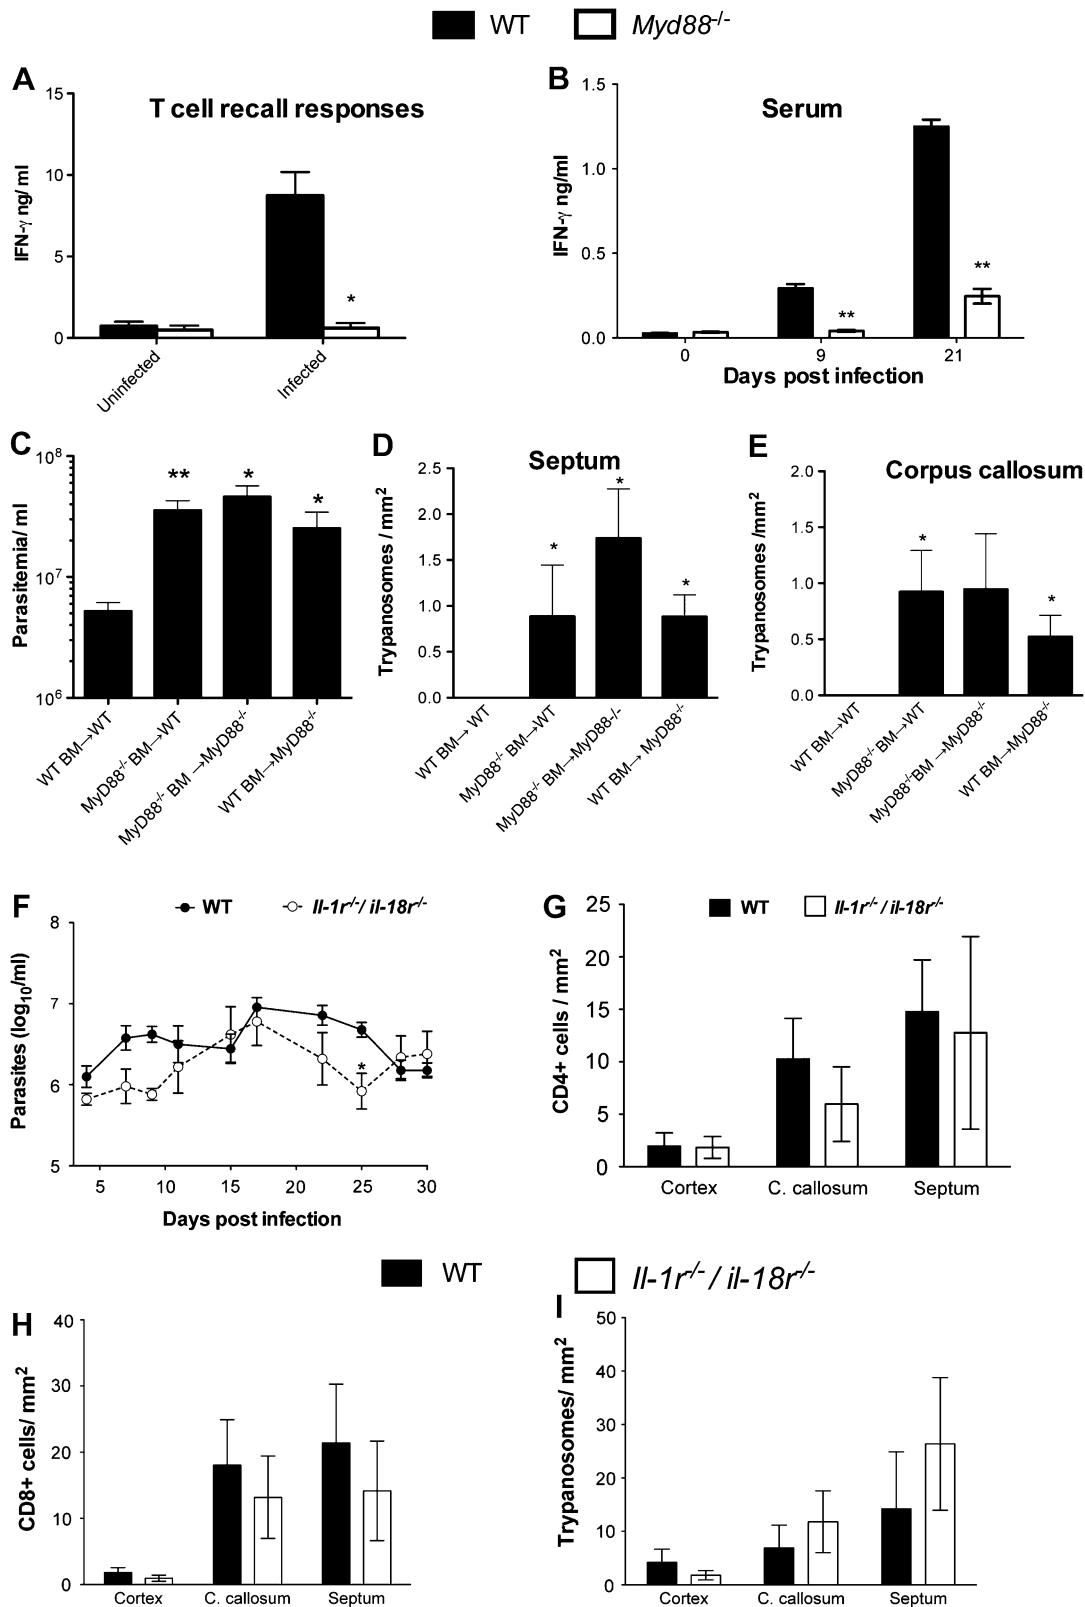 WT Myd88-/-
A
T cell recall responses
IFN-γ ng/ ml
15
10
5
0
Uninfected
Infected
*
B
Serum
IFN-γ ng/ml
1.5
1.0
0.5
0.0
**
**
0 9 21
Days post infection
C
Parasitemia/ ml
10^8
10^7
10^6
** * *
WT BM→WT
MyD88-/- BM→WT
MyD88-/- BM →MyD88-/-
WT BM→MyD88-/-
D
Septum
Trypanosomes / mm2
2.5
2.0
1.5
1.0
0.5
0.0
* * *
WT BM→WT
MyD88-/- BM→WT
MyD88-/- BM→MyD88-/-
WT BM→ MyD88-/-
E
Corpus callosum
Trypanosomes /mm2
2.0
1.5
1.0
0.5
0.0
* *
WT BM→WT
MyD88-/- BM→WT
MyD88-/-BM→MyD88-/-
WT BM→MyD88-/-
F
WT Il-1r-/-/ il-18r-/-
Parasites (log10/ml)
8
7
6
5
*
5 10 15 20 25 30
Days post infection
G
WT Il-1r-/-/ il-18r-/-
CD4+ cells / mm2
25
20
15
10
5
0
Cortex C. callosum Septum
WT Il-1r-/- / il-18r-/-
H
CD8+ cells/ mm2
40
30
20
10
0
Cortex C. callosum Septum
I
Trypanosomes/ mm2
50
40
30
20
10
0
Cortex C. callosum Septum